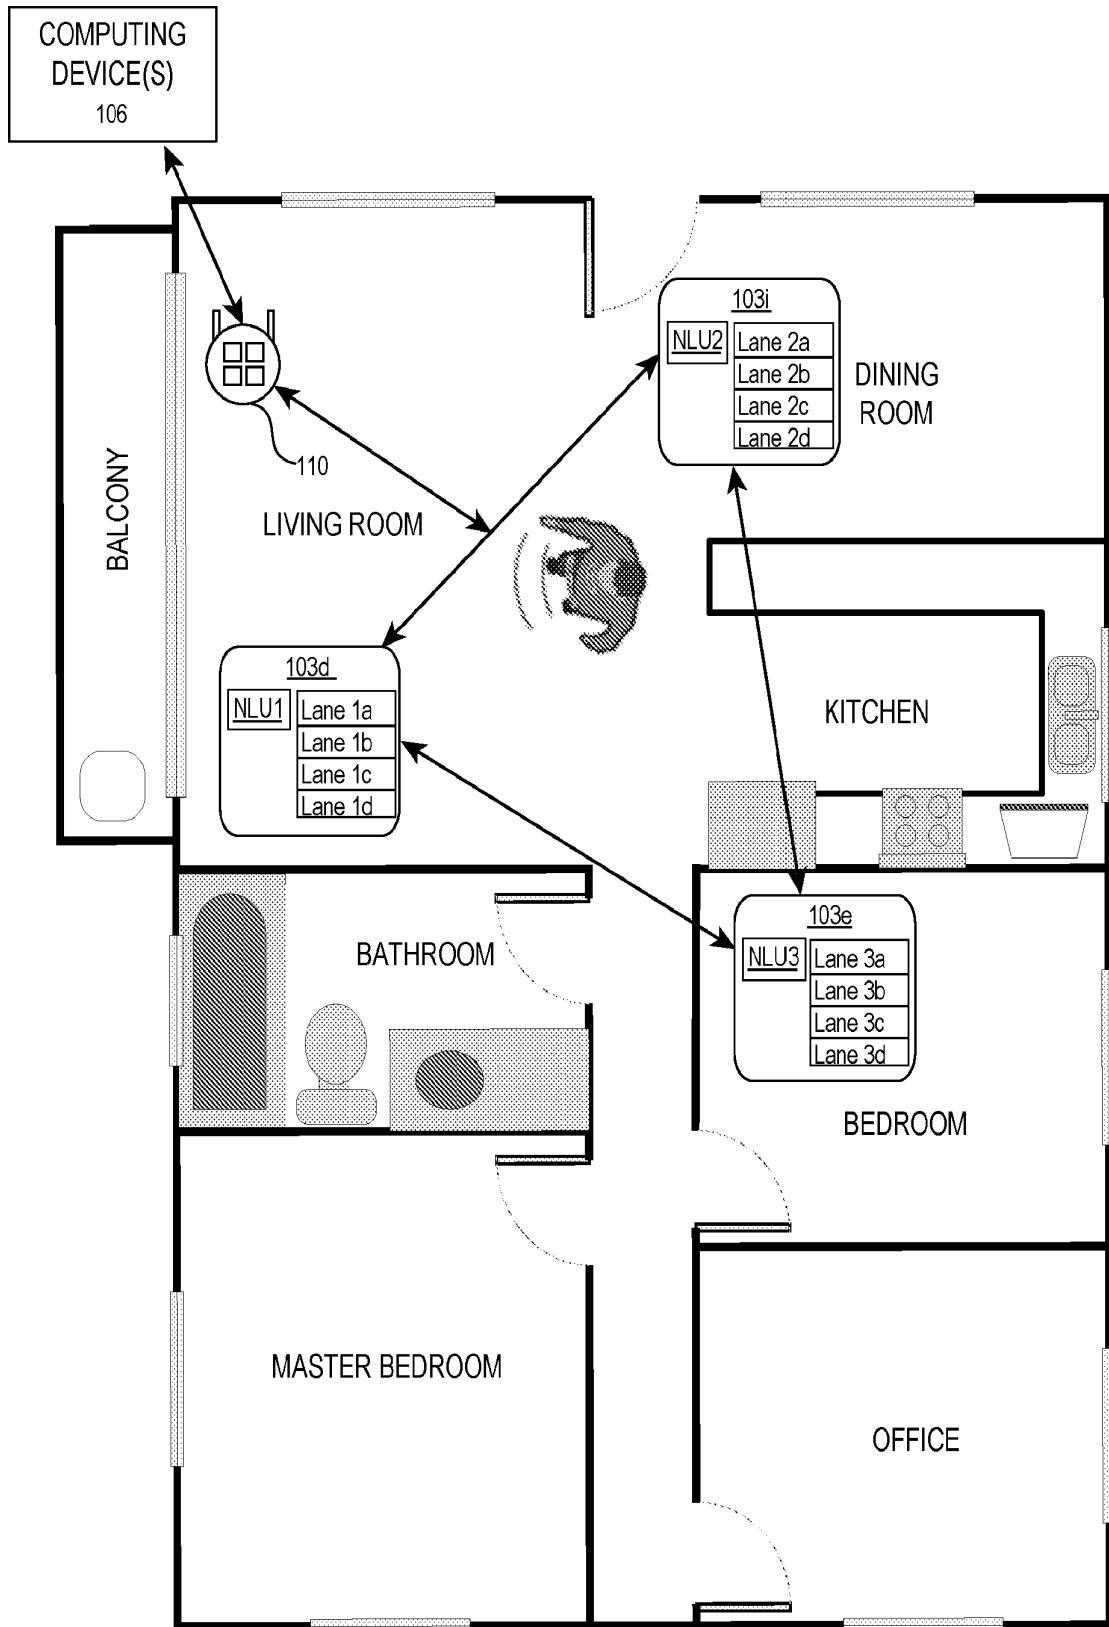 COMPUTING
DEVICE(S)
106
103i
NLU2
Lane 2a
Lane 2b
Lane 2c
Lane 2d
DINING
ROOM
110
BALCONY
LIVING ROOM
103d
NLU1
Lane 1a
Lane 1b
Lane 1c
Lane 1d
KITCHEN
103e
NLU3
Lane 3a
Lane 3b
Lane 3c
Lane 3d
BATHROOM
BEDROOM
MASTER BEDROOM
OFFICE